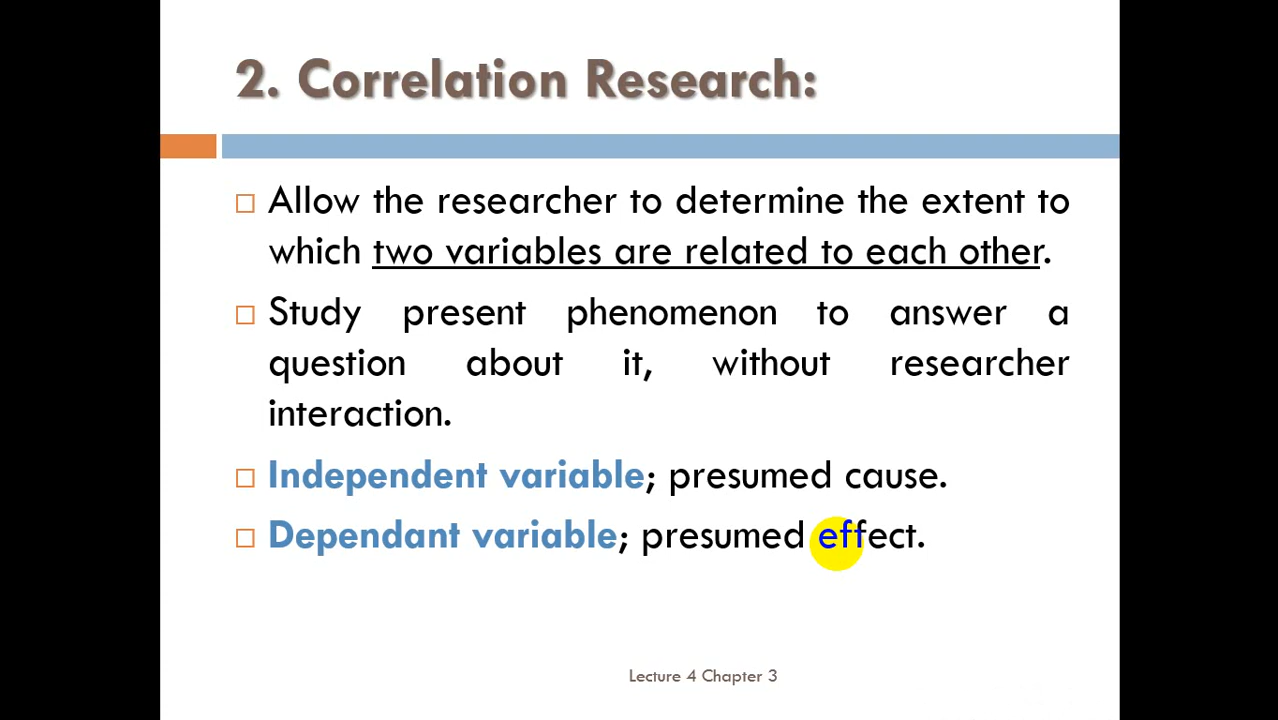 2. Correlation Research:
Allow the researcher to determine the extent to
which two variables are related to each other.
Study present phenomenon to answer a
question about it, without researcher
interaction.
Independent variable; presumed cause.
Dependant variable; presumed effect.
Lecture 4 Chapter 3